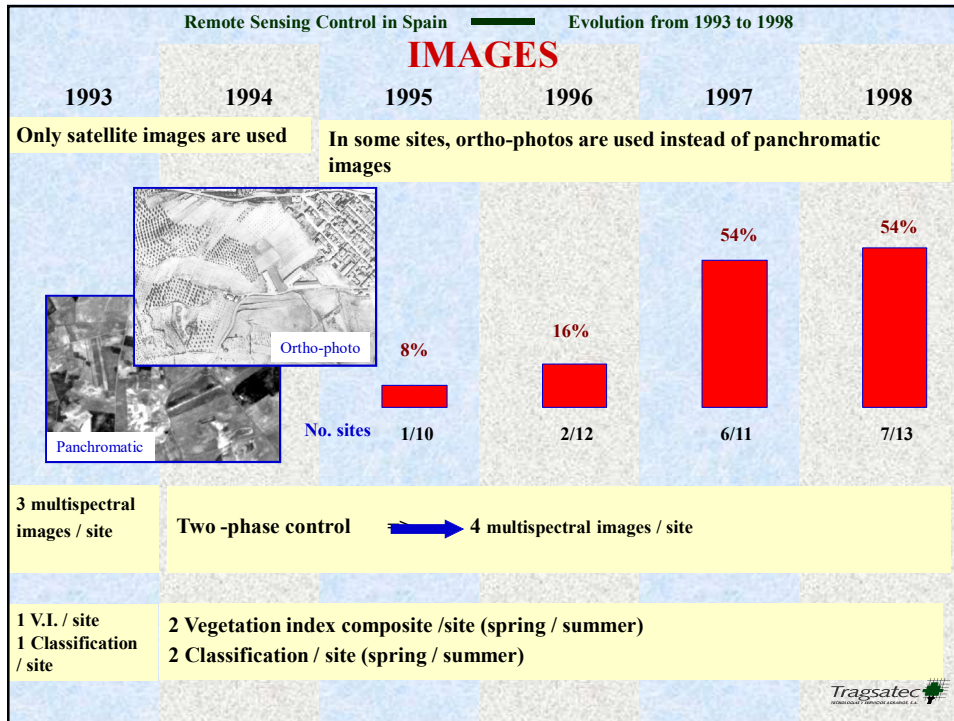 Remote Sensing Control in Spain Evolution from 1993 to 1998
IMAGES
1993 1994 1995 1996 1997 1998
Only satellite images are used
In some sites, ortho-photos are used instead of panchromatic
images
Ortho-photo
Panchromatic
8% 16% 54% 54%
No. sites 1/10 2/12 6/11 7/13
3 multispectral
images / site
Two -phase control 4 multispectral images / site
1 V.I. / site
1 Classification
/ site
2 Vegetation index composite /site (spring / summer)
2 Classification / site (spring / summer)
Tragsatec
TECNOLOGIAS Y SERVICIOS AGRARIOS, S.A.